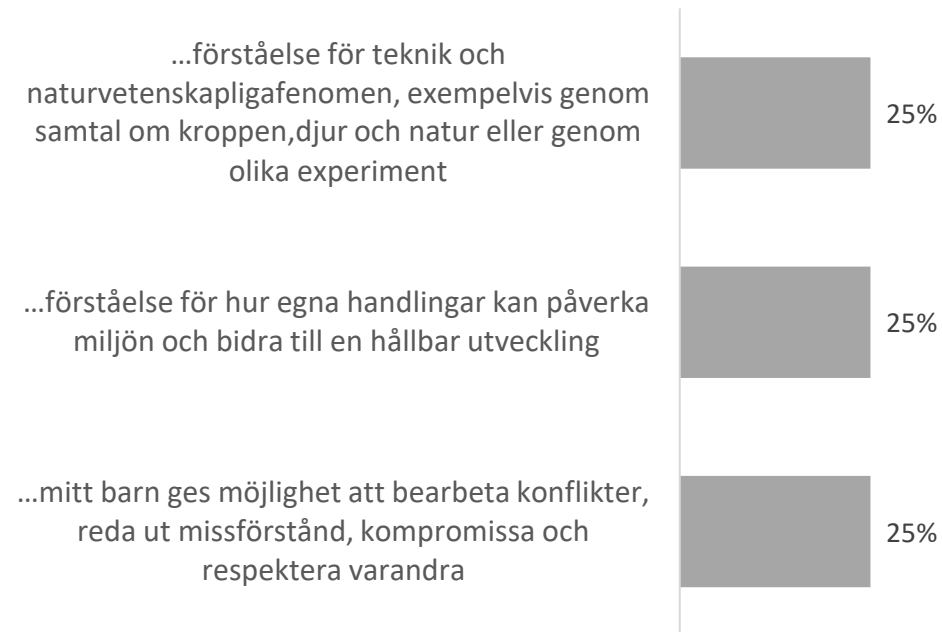 …förståelse för teknik och
naturvetenskapligafenomen, exempelvis genom
samtal om kroppen,djur och natur eller genom
olika experiment
25%
…förståelse för hur egna handlingar kan påverka
miljön och bidra till en hållbar utveckling
25%
…mitt barn ges möjlighet att bearbeta konflikter,
reda ut missförstånd, kompromissa och
respektera varandra
25%